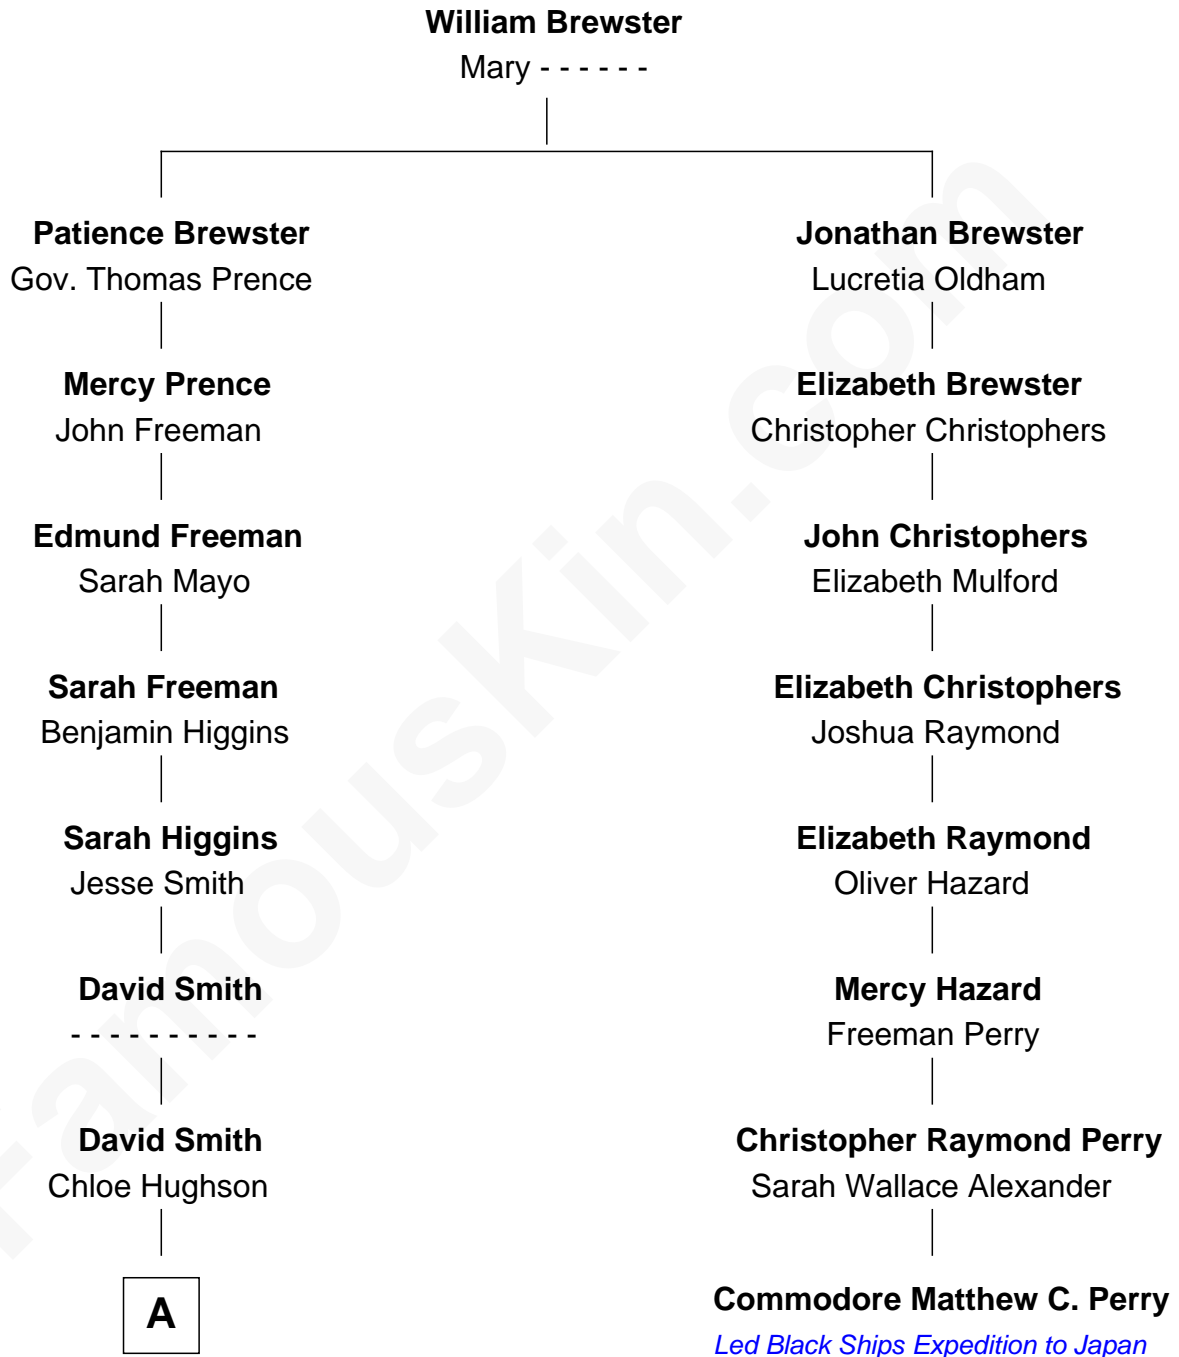 William Brewster
Mary - - - - - -
Patience Brewster
Gov. Thomas Prence
Jonathan Brewster
Lucretia Oldham
Mercy Prence
John Freeman
Elizabeth Brewster
Christopher Christophers
Edmund Freeman
Sarah Mayo
John Christophers
Elizabeth Mulford
Sarah Freeman
Benjamin Higgins
Elizabeth Christophers
Joshua Raymond
Sarah Higgins
Jesse Smith
Elizabeth Raymond
Oliver Hazard
David Smith
- - - - - - - - - -
Mercy Hazard
Freeman Perry
David Smith
Chloe Hughson
Christopher Raymond Perry
Sarah Wallace Alexander
A
Commodore Matthew C. Perry
Led Black Ships Expedition to Japan
FamousKin.com